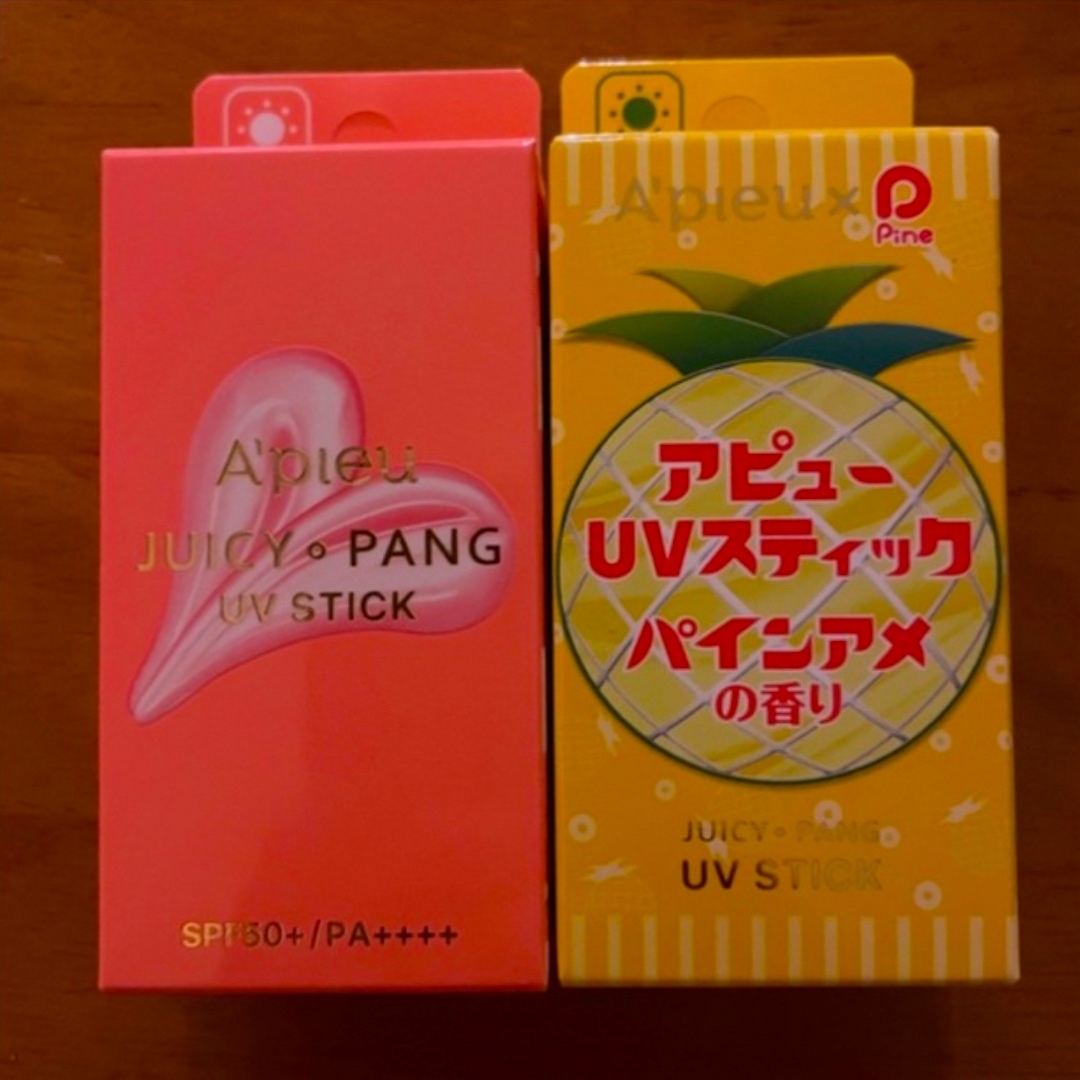 A'pieu
JUICY • PANG
UV STICK
SPF50+/PA++++
A'pieu×
Pine
アピュー
UVスティック
パインアメ
の香り
JUICY • PANG
UV STICK